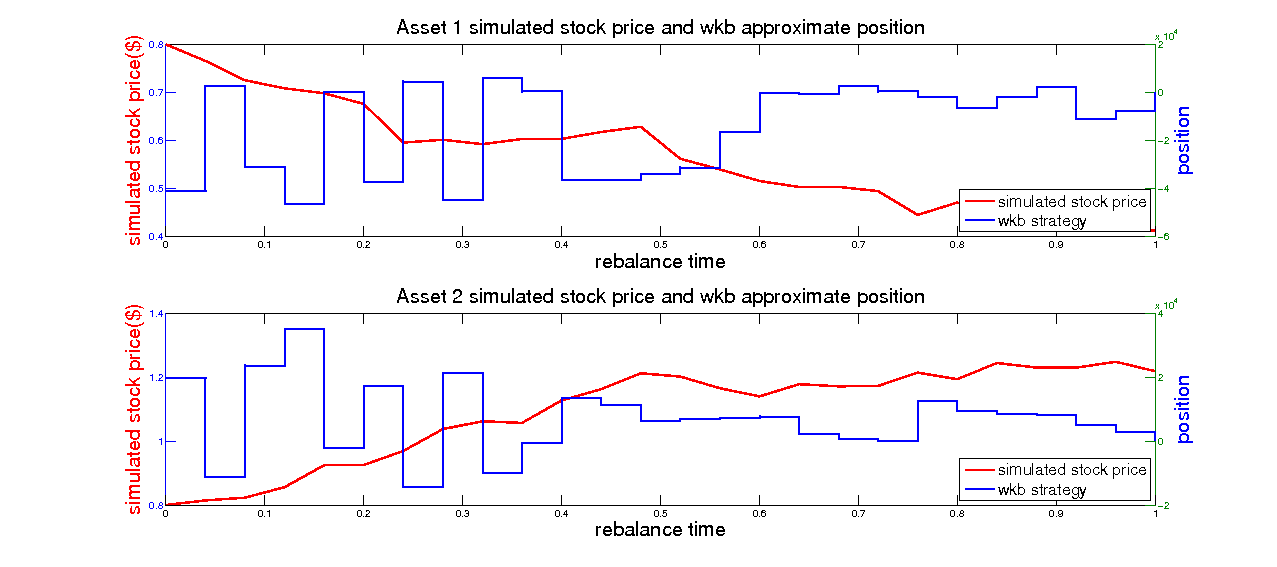 Asset 1 simulated stock price and wkb approximate position
x 10^4
simulated stock price($)
0.8
0.7
0.6
0.5
0.4
2
0
−2
−4
−6
position
simulated stock price
wkb strategy
0 0.1 0.2 0.3 0.4 0.5 0.6 0.7 0.8 0.9 1
rebalance time
Asset 2 simulated stock price and wkb approximate position
x 10^4
simulated stock price($)
1.4
1.2
1
0.8
4
2
0
−2
position
simulated stock price
wkb strategy
0 0.1 0.2 0.3 0.4 0.5 0.6 0.7 0.8 0.9 1
rebalance time